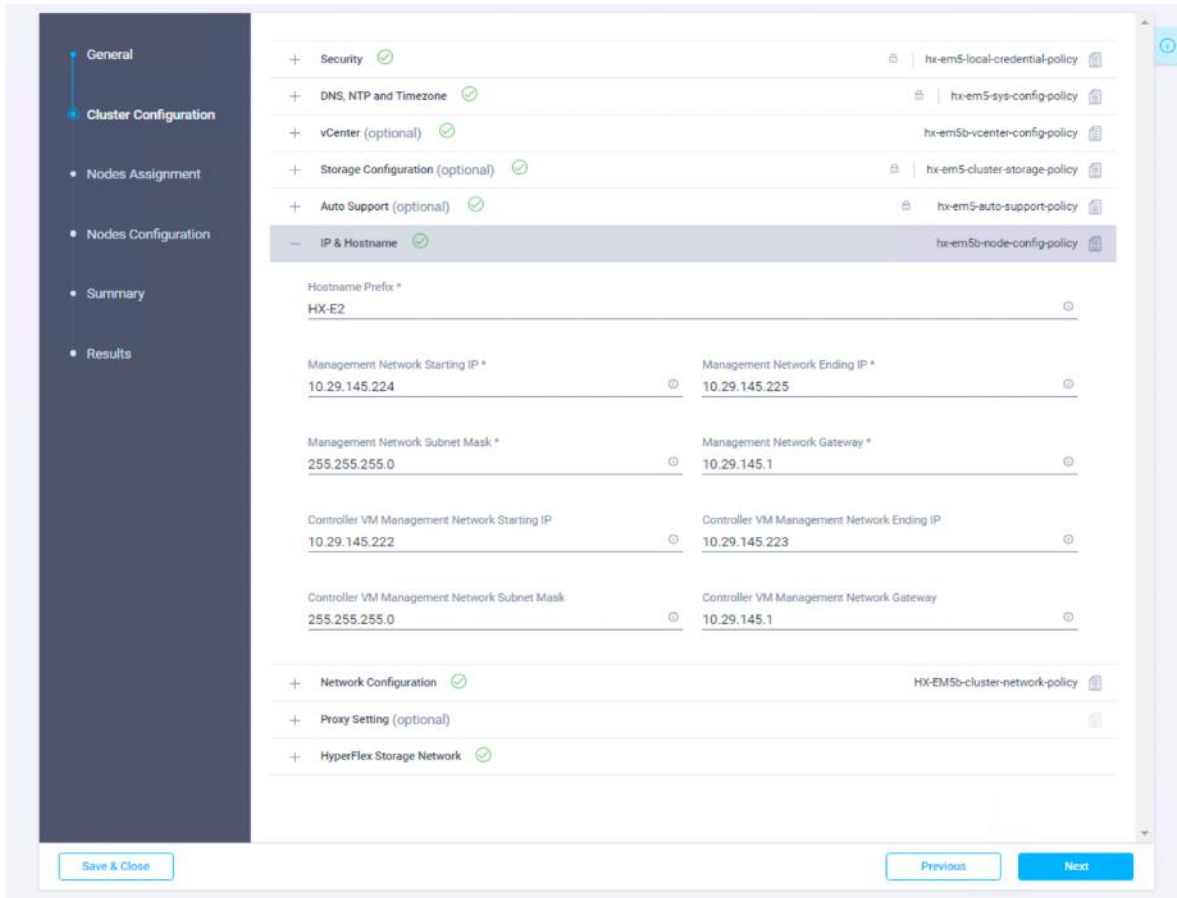 General
Cluster Configuration
Nodes Assignment
Nodes Configuration
Summary
Results
Security hx-em5-local-credential-policy
DNS, NTP and Timezone hx-em5-sys-config-policy
vCenter (optional) hx-em5b-vcenter-config-policy
Storage Configuration (optional) hx-em5-cluster-storage-policy
Auto Support (optional) hx-em5-auto-support-policy
IP & Hostname hx-em5b-node-config-policy
Hostname Prefix *
HX-E2
Management Network Starting IP * Management Network Ending IP *
10.29.145.224 10.29.145.225
Management Network Subnet Mask * Management Network Gateway *
255.255.255.0 10.29.145.1
Controller VM Management Network Starting IP Controller VM Management Network Ending IP
10.29.145.222 10.29.145.223
Controller VM Management Network Subnet Mask Controller VM Management Network Gateway
255.255.255.0 10.29.145.1
Network Configuration HX-EM5b-cluster-network-policy
Proxy Setting (optional)
HyperFlex Storage Network
Save & Close Previous Next